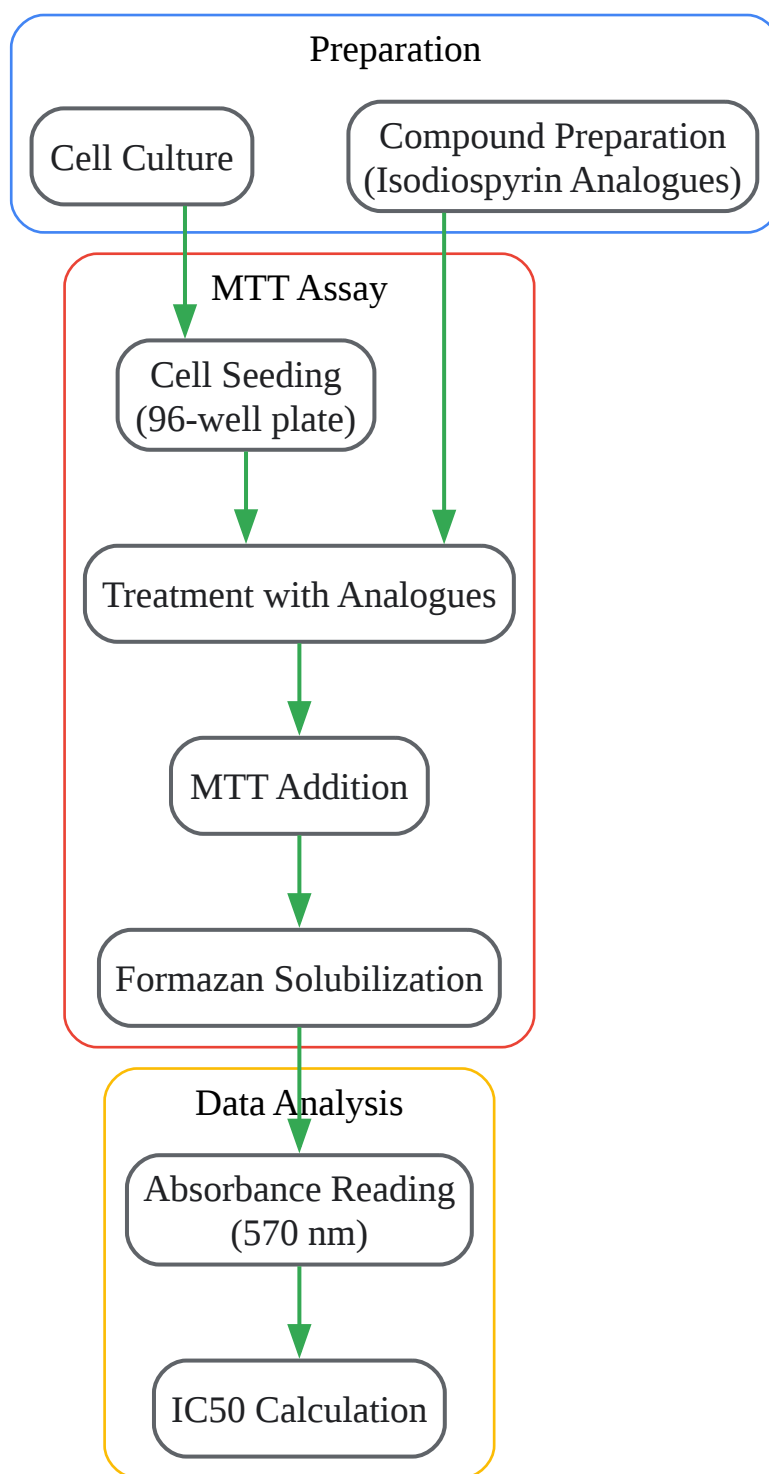 Preparation
Cell Culture
Compound Preparation
(Isodiospyrin Analogues)
MTT Assay
Cell Seeding
(96-well plate)
Treatment with Analogues
MTT Addition
Formazan Solubilization
Data Analysis
Absorbance Reading
(570 nm)
IC50 Calculation